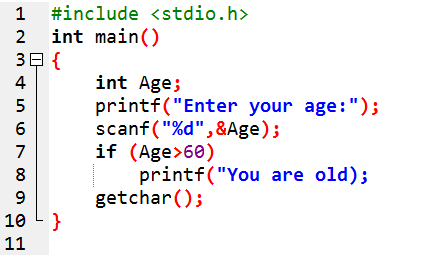 1 #include <stdio.h>
2 int main()
3 {
4 int Age;
5 printf("Enter your age:");
6 scanf("%d",&Age);
7 if (Age>60)
8 printf("You are old);
9 getchar();
10 }
11